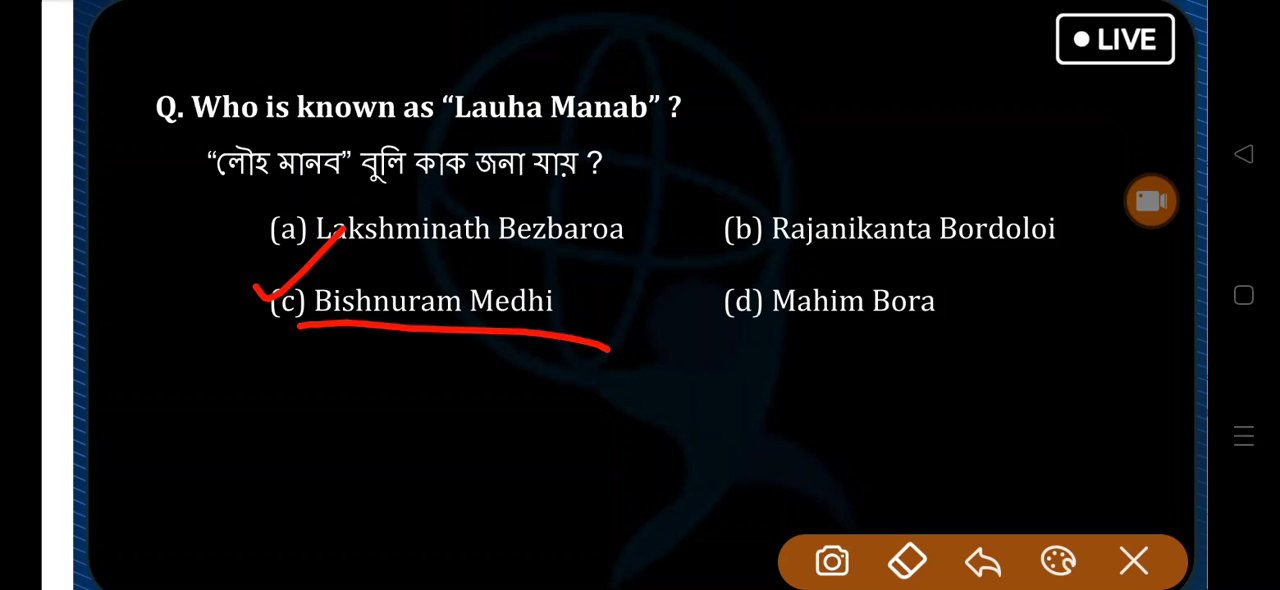 LIVE
Q. Who is known as “Lauha Manab” ?
“লৌহ মানব” বুলি কাক জনা যায় ?
(a) Lakshminath Bezbaroa (b) Rajanikanta Bordoloi
(c) Bishnuram Medhi (d) Mahim Bora